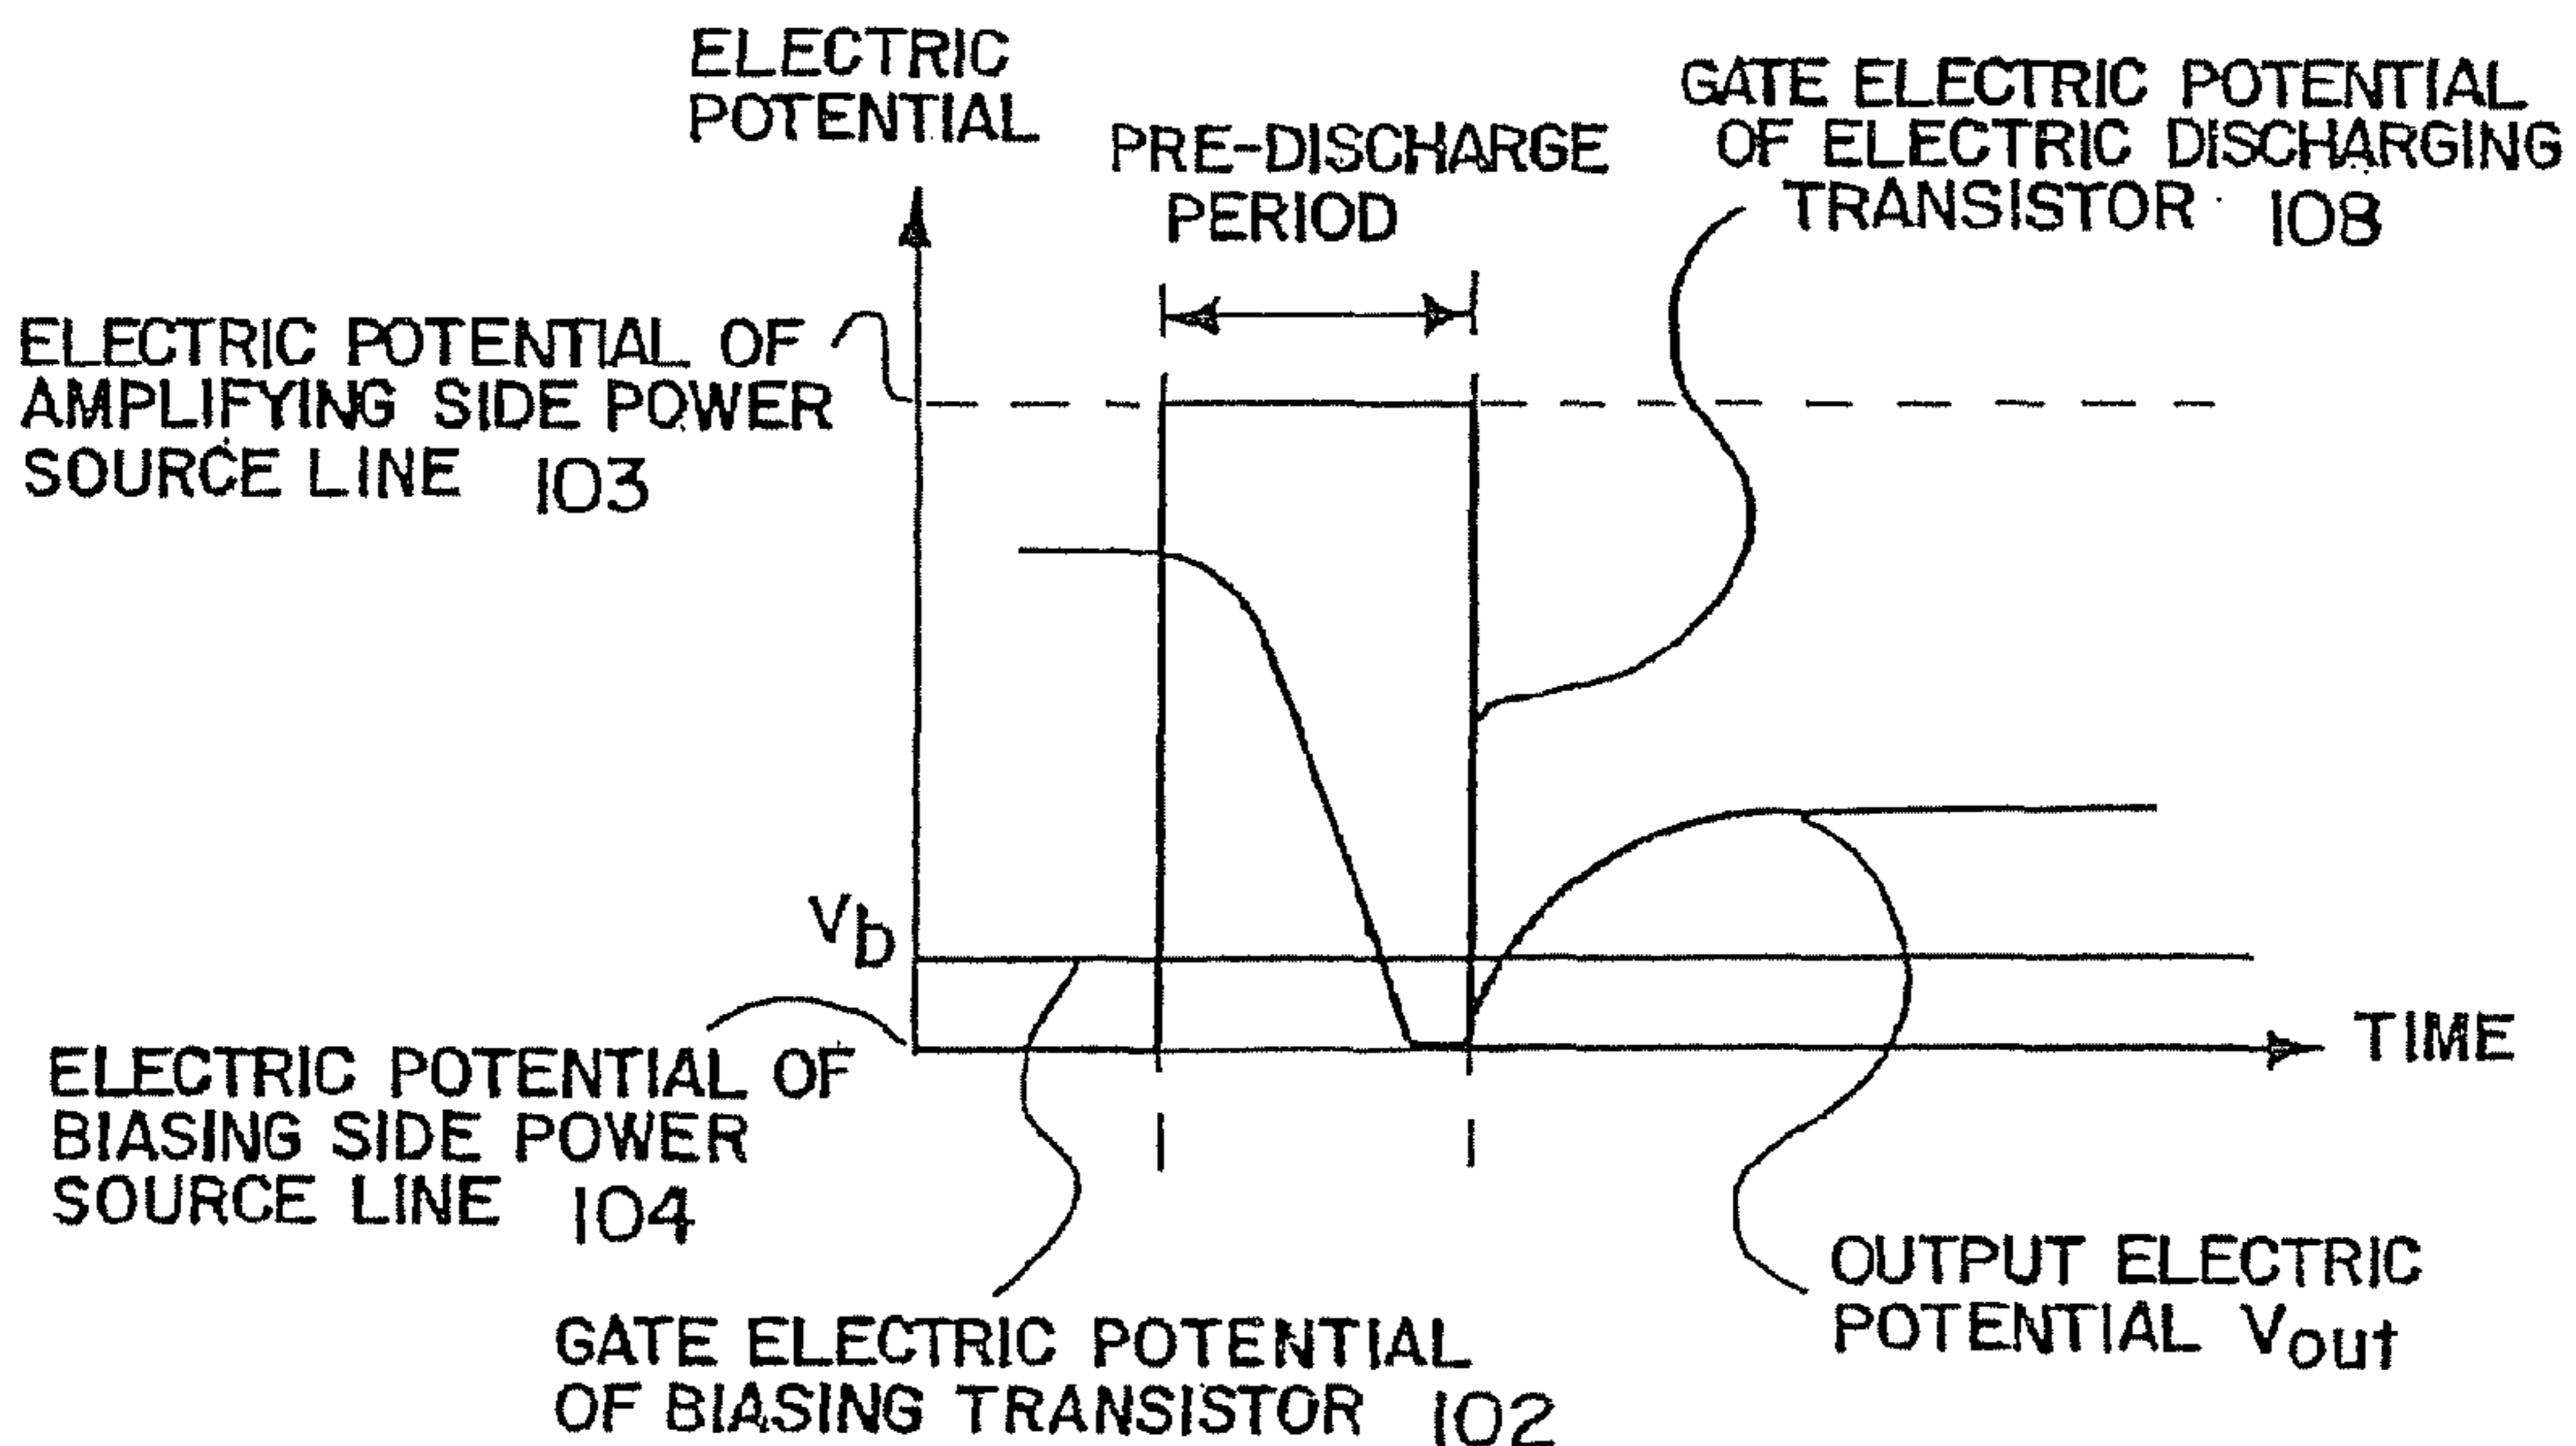 ELECTRIC
POTENTIAL
PRE-DISCHARGE
PERIOD
GATE ELECTRIC POTENTIAL
OF ELECTRIC DISCHARGING
TRANSISTOR 108
ELECTRIC POTENTIAL OF
AMPLIFYING SIDE POWER
SOURCE LINE 103
Vb
TIME
ELECTRIC POTENTIAL OF
BIASING SIDE POWER
SOURCE LINE 104
OUTPUT ELECTRIC
POTENTIAL Vout
GATE ELECTRIC POTENTIAL
OF BIASING TRANSISTOR 102